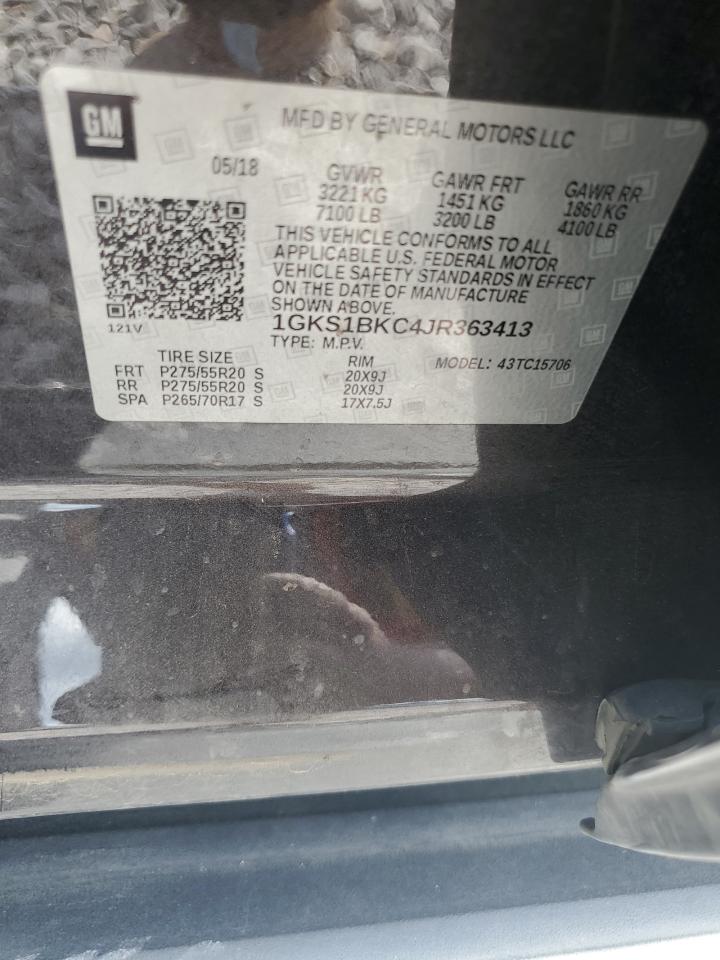 GM
MFD BY GENERAL MOTORS LLC
05/18
GVWR GAWR FRT GAWR RR
3221 KG 1451 KG 1860 KG
7100 LB 3200 LB 4100 LB
THIS VEHICLE CONFORMS TO ALL
APPLICABLE U.S. FEDERAL MOTOR
VEHICLE SAFETY STANDARDS IN EFFECT
ON THE DATE OF MANUFACTURE
SHOWN ABOVE.
1GKS1BKC4JR363413
121V
TYPE: M.P.V.
TIRE SIZE RIM MODEL: 43TC15706
FRT P275/55R20 S 20X9J
RR P275/55R20 S 20X9J
SPA P265/70R17 S 17X7.5J